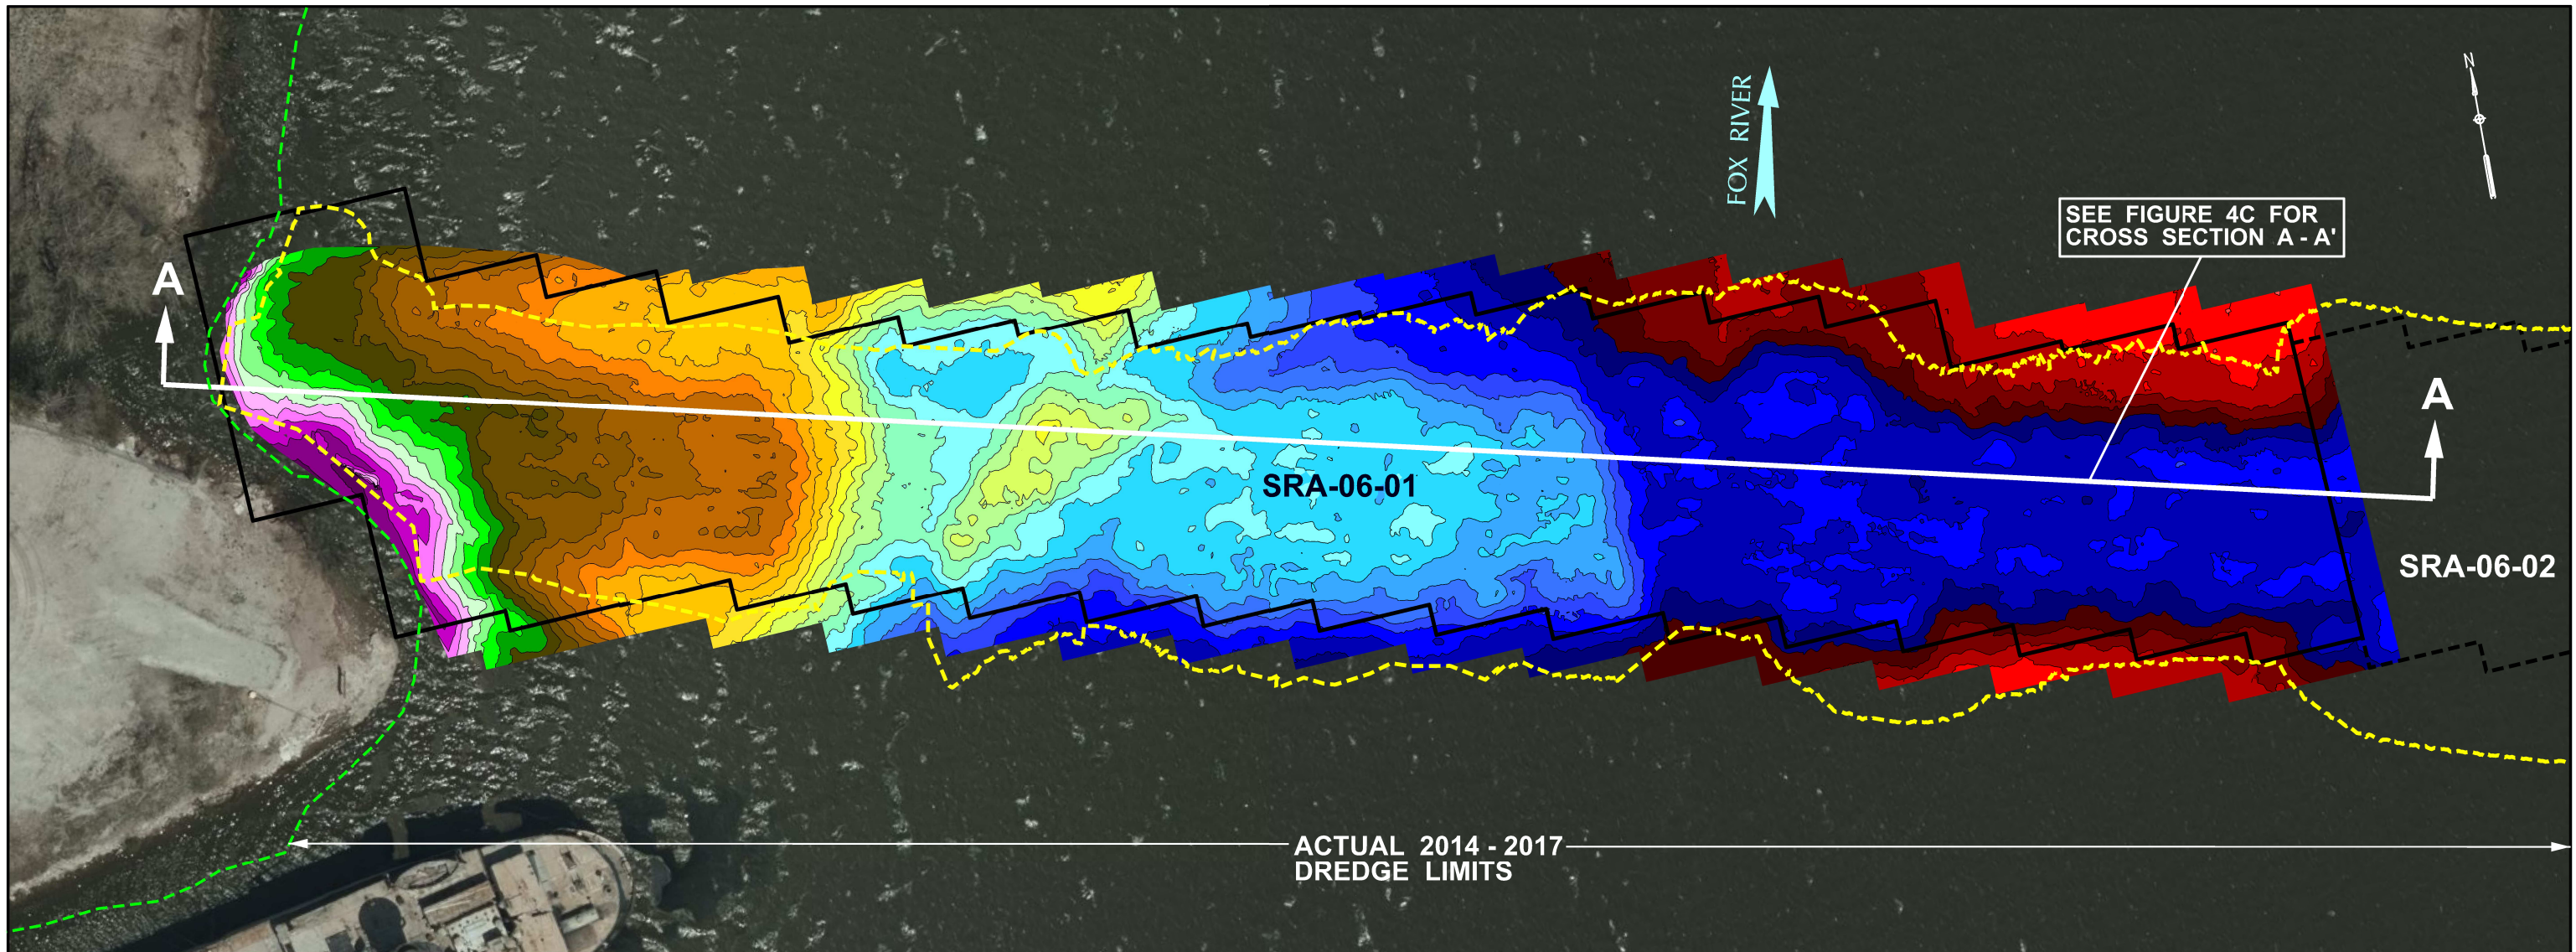 N
FOX RIVER
SEE FIGURE 4C FOR
CROSS SECTION A - A'
A
A
SRA-06-01
SRA-06-02
ACTUAL 2014 - 2017
DREDGE LIMITS